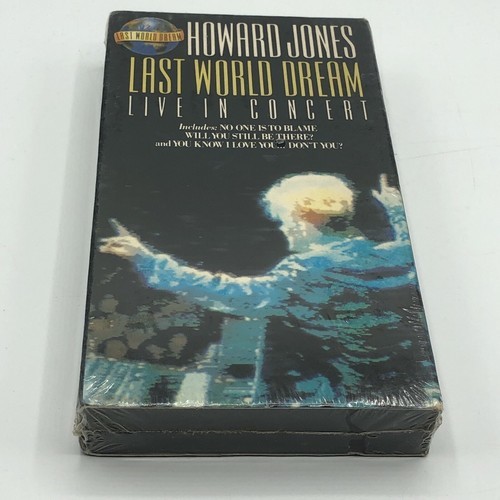 LAST WORLD DREAM
HOWARD JONES
LAST WORLD DREAM
LIVE IN CONCERT
Includes: NO ONE IS TO BLAME
WILL YOU STILL BE THERE?
and YOU KNOW I LOVE YOU... DON'T YOU?